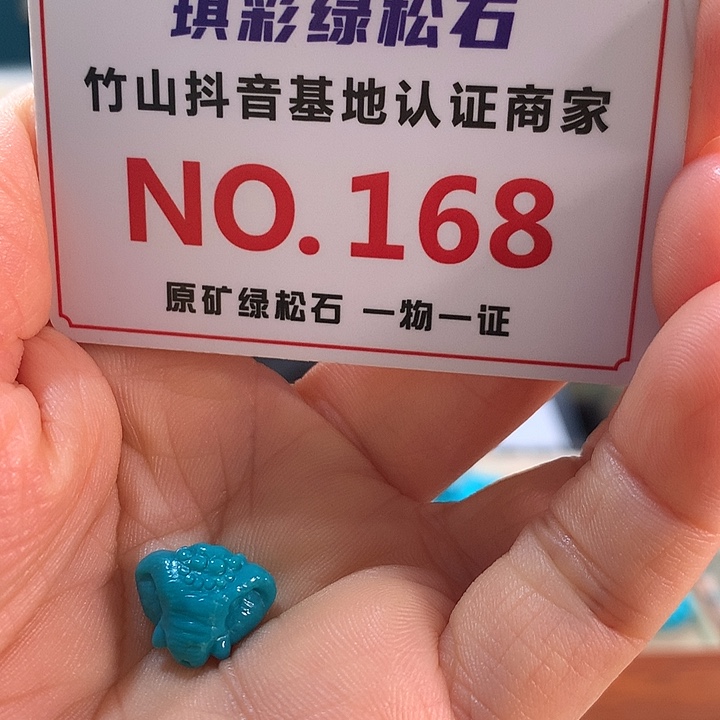 琪彩绿松石
竹山抖音基地认证商家
NO.168
原矿绿松石 一物一证